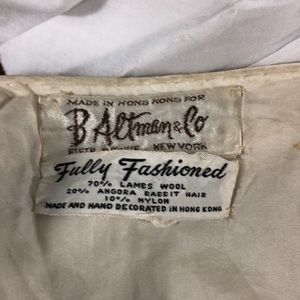 MADE IN HONG KONG FOR
B Altman & Co
FIFTH AVENUE NEW YORK
Fully Fashioned
70% LAMES WOOL
20% ANGORA RABBIT HAIR
10% NYLON
MADE AND HAND DECORATED IN HONG KONG